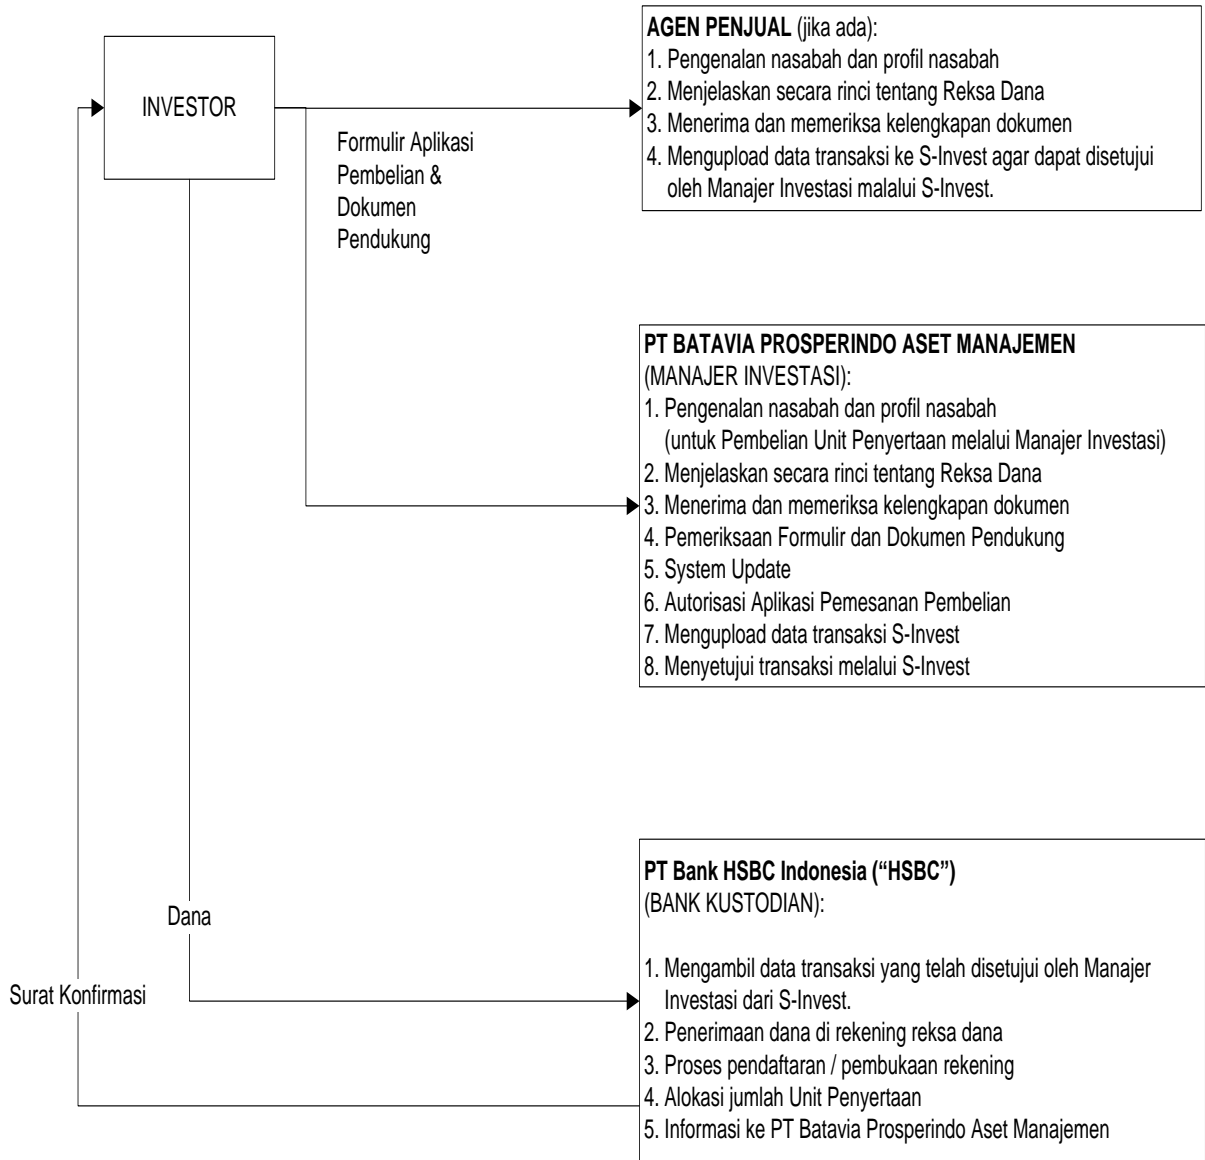 INVESTOR
Formulir Aplikasi
Pembelian &
Dokumen
Pendukung
AGEN PENJUAL (jika ada):
1. Pengenalan nasabah dan profil nasabah
2. Menjelaskan secara rinci tentang Reksa Dana
3. Menerima dan memeriksa kelengkapan dokumen
4. Mengupload data transaksi ke S-Invest agar dapat disetujui
oleh Manajer Investasi malalui S-Invest.
PT BATAVIA PROSPERINDO ASET MANAJEMEN
(MANAJER INVESTASI):
1. Pengenalan nasabah dan profil nasabah
(untuk Pembelian Unit Penyertaan melalui Manajer Investasi)
2. Menjelaskan secara rinci tentang Reksa Dana
3. Menerima dan memeriksa kelengkapan dokumen
4. Pemeriksaan Formulir dan Dokumen Pendukung
5. System Update
6. Autorisasi Aplikasi Pemesanan Pembelian
7. Mengupload data transaksi S-Invest
8. Menyetujui transaksi melalui S-Invest
Dana
Surat Konfirmasi
PT Bank HSBC Indonesia (“HSBC”)
(BANK KUSTODIAN):
1. Mengambil data transaksi yang telah disetujui oleh Manajer
Investasi dari S-Invest.
2. Penerimaan dana di rekening reksa dana
3. Proses pendaftaran / pembukaan rekening
4. Alokasi jumlah Unit Penyertaan
5. Informasi ke PT Batavia Prosperindo Aset Manajemen